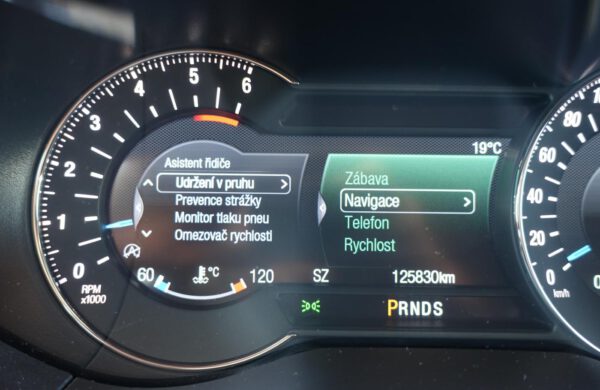 6
5
4
3
2
1
0
RPM
x1000
19°C
Asistent řidiče
Udržení v pruhu
Prevence strážky
Monitor tlaku pneu
Omezovač rychlosti
Zábava
Navigace
Telefon
Rychlost
60
°C
120
SZ
125830km
PRNDS
100
80
60
40
20
0
km/h